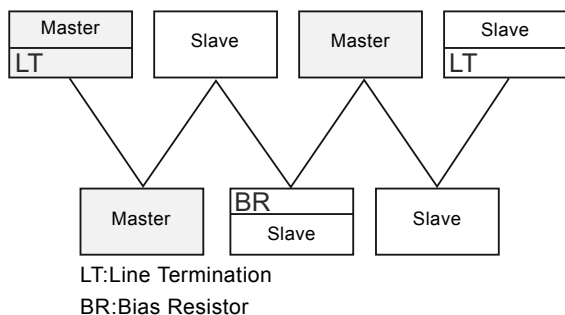 Master
LT
Slave
Master
Slave
LT
Master
BR
Slave
Slave
LT:Line Termination
BR:Bias Resistor